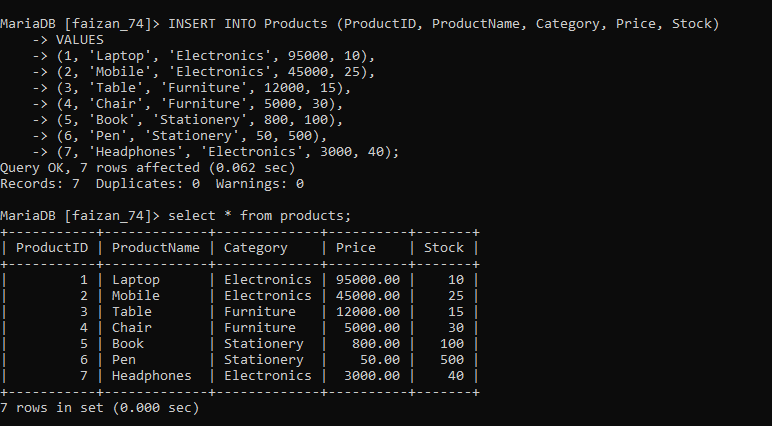 MariaDB [faizan_74]> INSERT INTO Products (ProductID, ProductName, Category, Price, Stock)
    -> VALUES
    -> (1, 'Laptop', 'Electronics', 95000, 10),
    -> (2, 'Mobile', 'Electronics', 45000, 25),
    -> (3, 'Table', 'Furniture', 12000, 15),
    -> (4, 'Chair', 'Furniture', 5000, 30),
    -> (5, 'Book', 'Stationery', 800, 100),
    -> (6, 'Pen', 'Stationery', 50, 500),
    -> (7, 'Headphones', 'Electronics', 3000, 40);
Query OK, 7 rows affected (0.062 sec)
Records: 7  Duplicates: 0  Warnings: 0

MariaDB [faizan_74]> select * from products;
+-----------+-------------+-------------+----------+-------+
| ProductID | ProductName | Category    | Price    | Stock |
+-----------+-------------+-------------+----------+-------+
|         1 | Laptop      | Electronics | 95000.00 |    10 |
|         2 | Mobile      | Electronics | 45000.00 |    25 |
|         3 | Table       | Furniture   | 12000.00 |    15 |
|         4 | Chair       | Furniture   |  5000.00 |    30 |
|         5 | Book        | Stationery  |   800.00 |   100 |
|         6 | Pen         | Stationery  |    50.00 |   500 |
|         7 | Headphones  | Electronics |  3000.00 |    40 |
+-----------+-------------+-------------+----------+-------+
7 rows in set (0.000 sec)